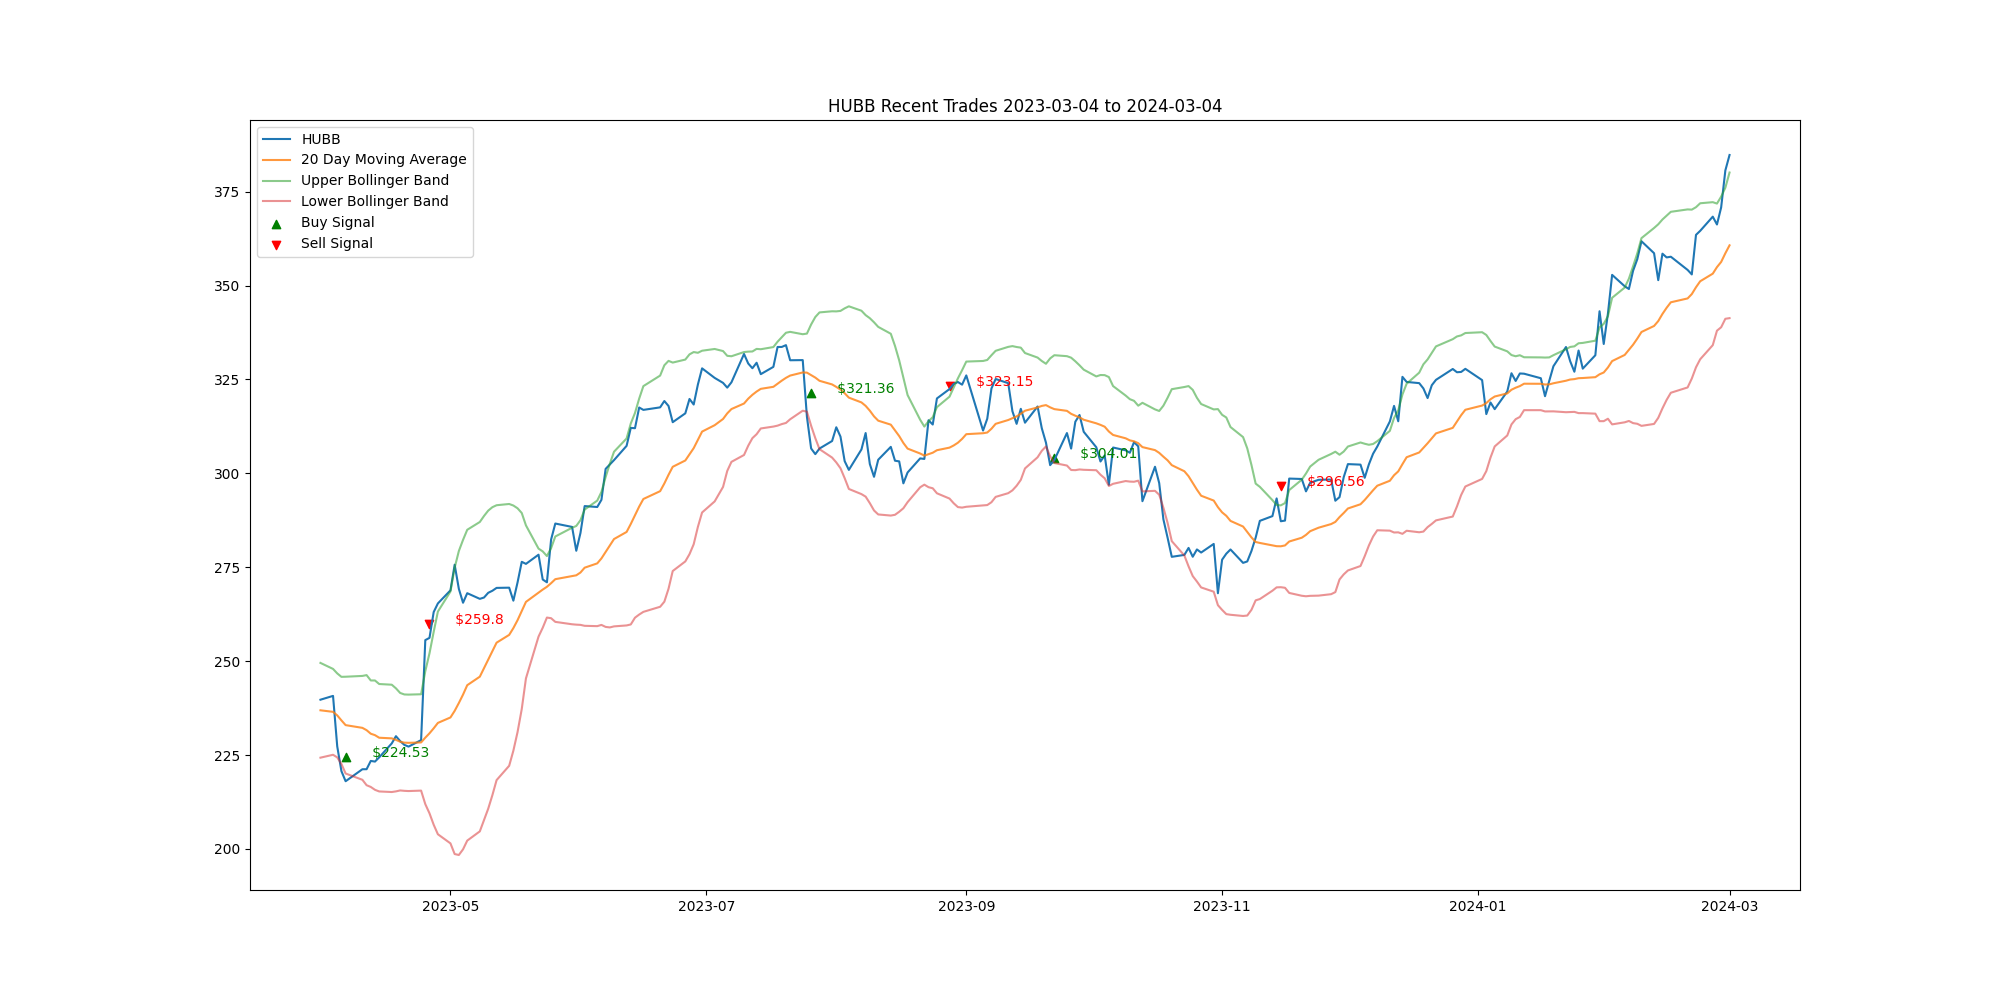 HUBB Recent Trades 2023-03-04 to 2024-03-04
HUBB
20 Day Moving Average
Upper Bollinger Band
Lower Bollinger Band
Buy Signal
Sell Signal
375
350
325
300
275
250
225
200
$224.53
$259.8
$321.36
$323.15
$304.01
$296.56
2023-05
2023-07
2023-09
2023-11
2024-01
2024-03